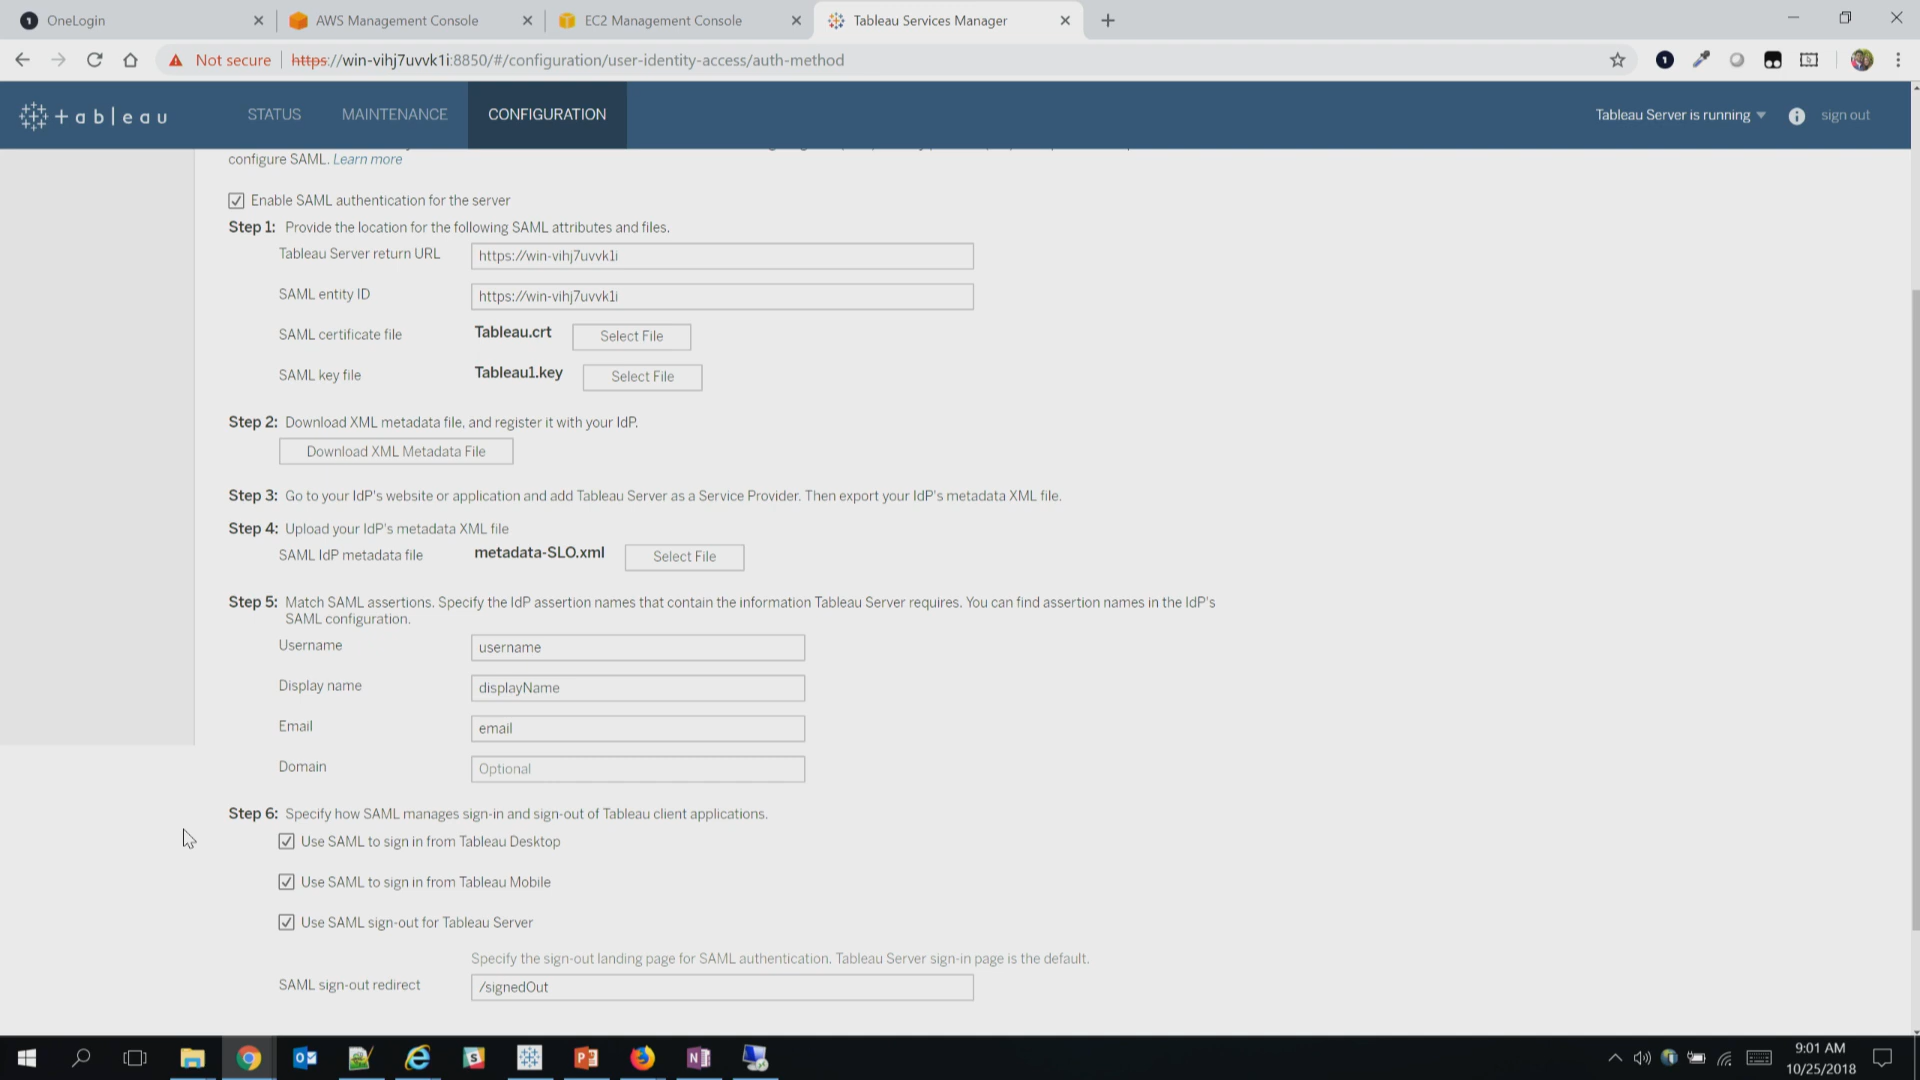 OneLogin
AWS Management Console
EC2 Management Console
Tableau Services Manager
Not secure
https://win-vihj7uvvk1i:8850/#/configuration/user-identity-access/auth-method
+ableau
STATUS
MAINTENANCE
CONFIGURATION
Tableau Server is running
sign out
configure SAML. Learn more
Enable SAML authentication for the server
Step 1: Provide the location for the following SAML attributes and files.
Tableau Server return URL
https://win-vihj7uvvk1i
SAML entity ID
https://win-vihj7uvvk1i
SAML certificate file
Tableau.crt
Select File
SAML key file
Tableau1.key
Select File
Step 2: Download XML metadata file, and register it with your IdP.
Download XML Metadata File
Step 3: Go to your IdP's website or application and add Tableau Server as a Service Provider. Then export your IdP's metadata XML file.
Step 4: Upload your IdP's metadata XML file
SAML IdP metadata file
metadata-SLO.xml
Select File
Step 5: Match SAML assertions. Specify the IdP assertion names that contain the information Tableau Server requires. You can find assertion names in the IdP's
SAML configuration.
Username
username
Display name
displayName
Email
email
Domain
Optional
Step 6: Specify how SAML manages sign-in and sign-out of Tableau client applications.
Use SAML to sign in from Tableau Desktop
Use SAML to sign in from Tableau Mobile
Use SAML sign-out for Tableau Server
Specify the sign-out landing page for SAML authentication. Tableau Server sign-in page is the default.
SAML sign-out redirect
/signedOut
9:01 AM
10/25/2018